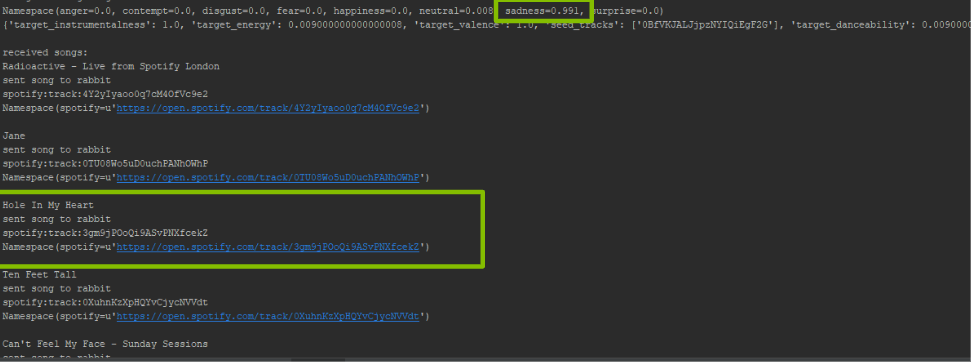 Namespace(anger=0.0, contempt=0.0, disgust=0.0, fear=0.0, happiness=0.0, neutral=0.008, sadness=0.991, surprise=0.0)
{'target_instrumentalness': 1.0, 'target_energy': 0.009000000000000008, 'target_valence': 1.0, 'seed_tracks': ['0BfVKJALJjpzNYIQiEgF2G'], 'target_danceability': 0.00900
received songs:
Radioactive - Live from Spotify London
sent song to rabbit
spotify:track:4Y2yIyaoo0q7cM4OfVc9e2
Namespace(spotify=u'https://open.spotify.com/track/4Y2yIyaoo0q7cM4OfVc9e2')
Jane
sent song to rabbit
spotify:track:0TU08Wo5uD0uchPANhOWhP
Namespace(spotify=u'https://open.spotify.com/track/0TU08Wo5uD0uchPANhOWhP')
Hole In My Heart
sent song to rabbit
spotify:track:3gm9jPOoQi9ASvPNXfcekZ
Namespace(spotify=u'https://open.spotify.com/track/3gm9jPOoQi9ASvPNXfcekZ')
Ten Feet Tall
sent song to rabbit
spotify:track:0XuhnKzXpHQYvCjycNVVdt
Namespace(spotify=u'https://open.spotify.com/track/0XuhnKzXpHQYvCjycNVVdt')
Can't Feel My Face - Sunday Sessions
sent song to rabbit